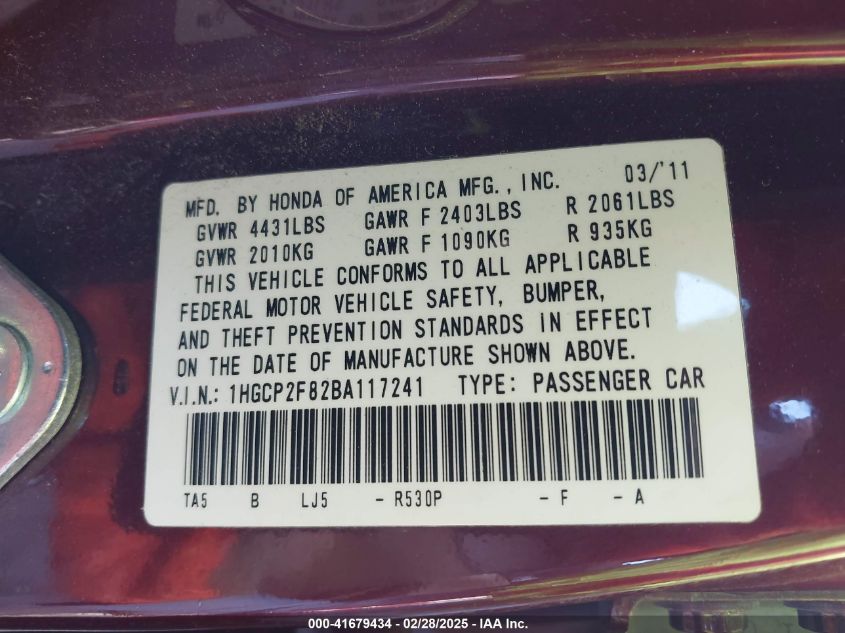 MFD. BY HONDA OF AMERICA MFG., INC. 03/'11
GVWR 4431LBS GAWR F 2403LBS R 2061LBS
GVWR 2010KG GAWR F 1090KG R 935KG
THIS VEHICLE CONFORMS TO ALL APPLICABLE
FEDERAL MOTOR VEHICLE SAFETY, BUMPER,
AND THEFT PREVENTION STANDARDS IN EFFECT
ON THE DATE OF MANUFACTURE SHOWN ABOVE.
V.I.N.: 1HGCP2F82BA117241 TYPE: PASSENGER CAR
TA5 B LJ5 - R530P - F - A
000-41679434 - 02/28/2025 - IAA Inc.